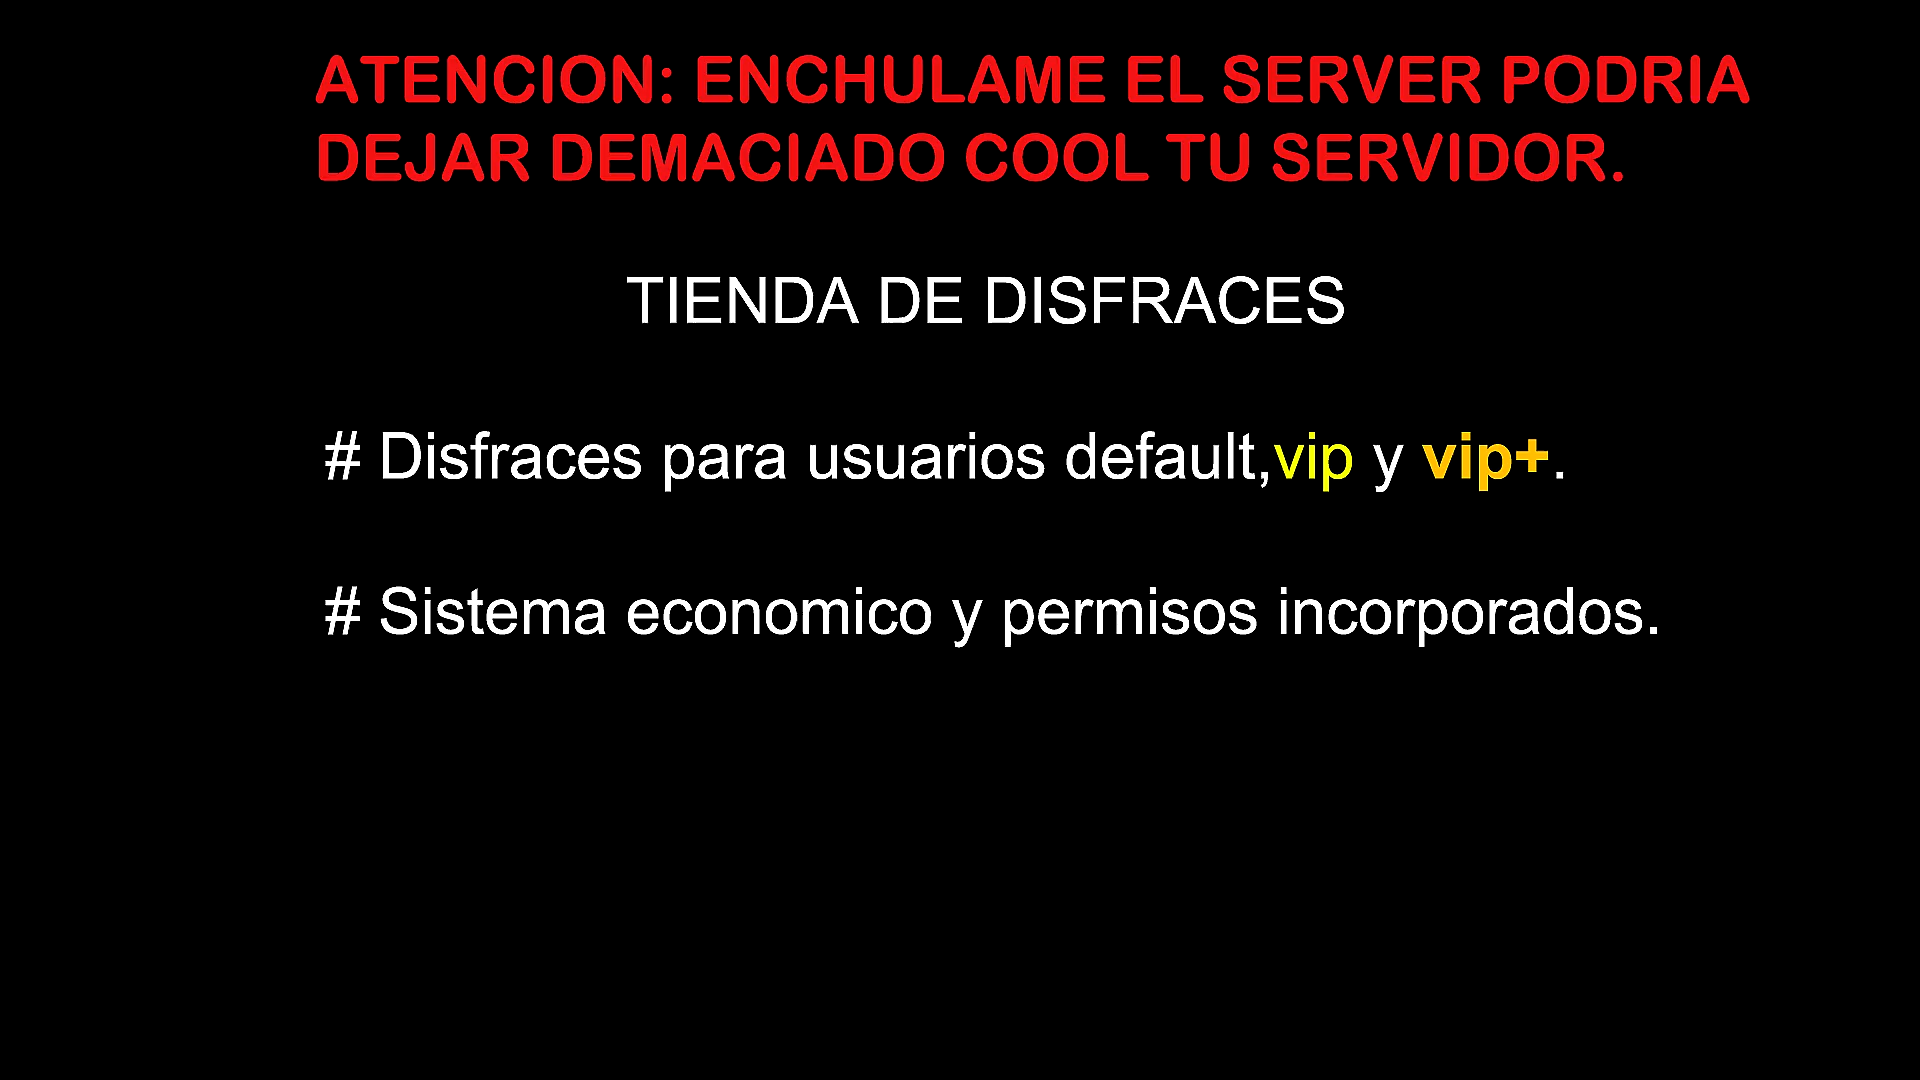 ATENCION: ENCHULAME EL SERVER PODRIA
DEJAR DEMACIADO COOL TU SERVIDOR.
TIENDA DE DISFRACES
# Disfraces para usuarios default,vip y vip+.
# Sistema economico y permisos incorporados.